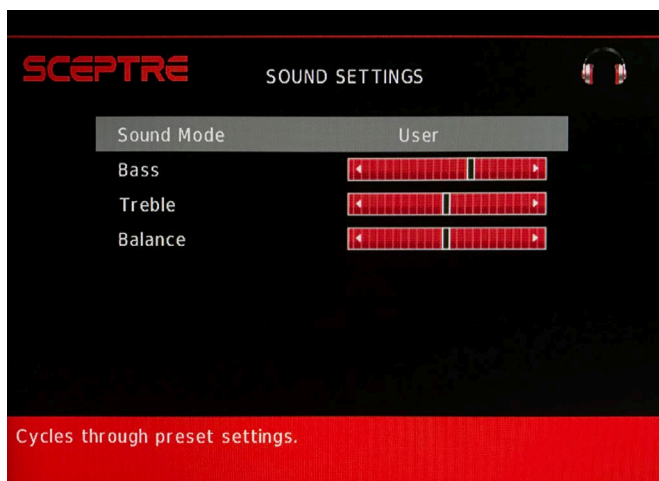 SCEPTRE
SOUND SETTINGS
Sound Mode User
Bass
Treble
Balance
Cycles through preset settings.